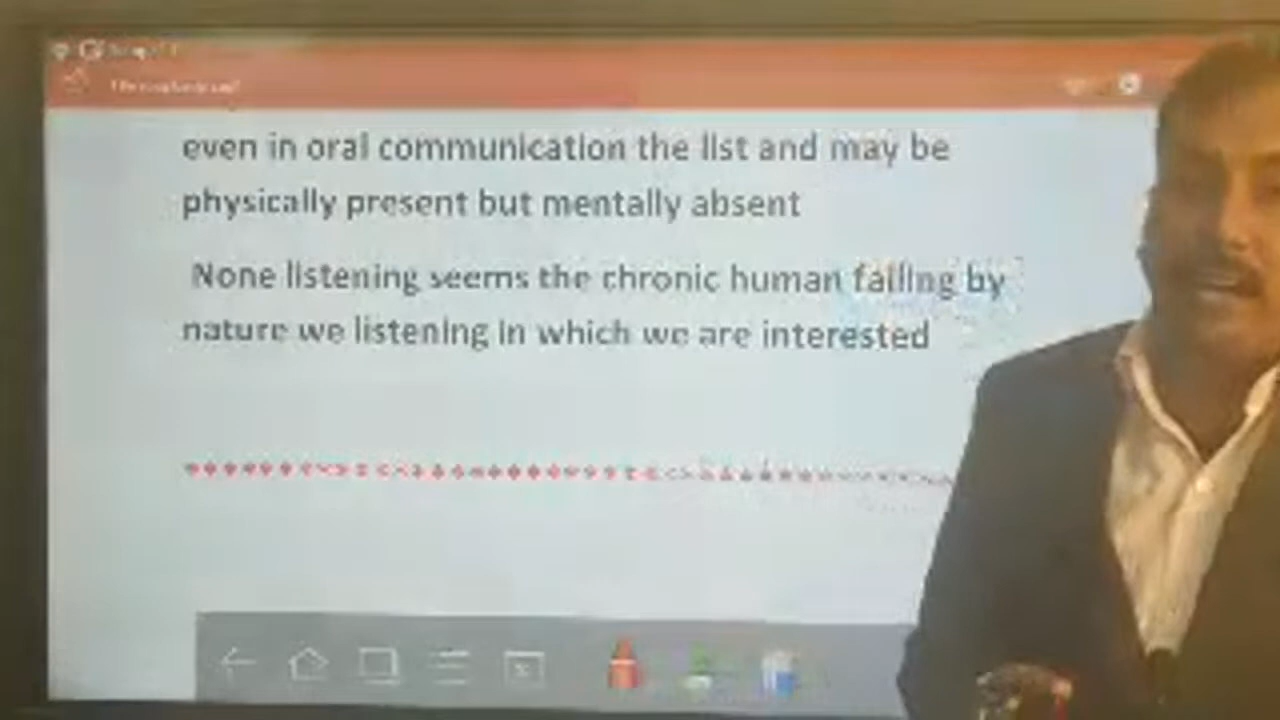 even in oral communication the list and may be
physically present but mentally absent
None listening seems the chronic human failing by
nature we listening in which we are interested